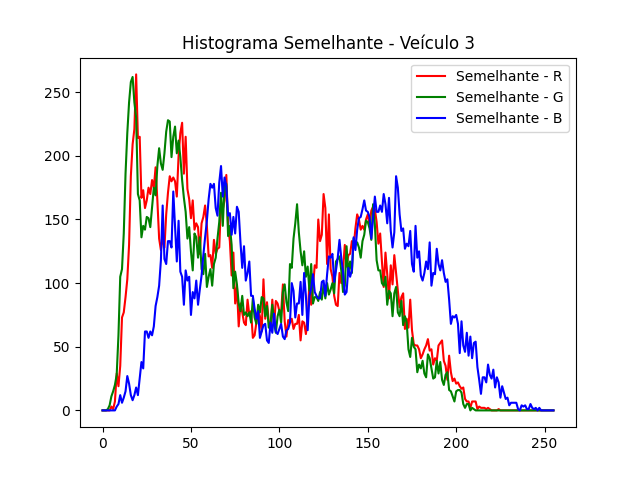 Histograma Semelhante - Veículo 3
Semelhante - R
Semelhante - G
Semelhante - B
250
200
150
100
50
0
0 50 100 150 200 250